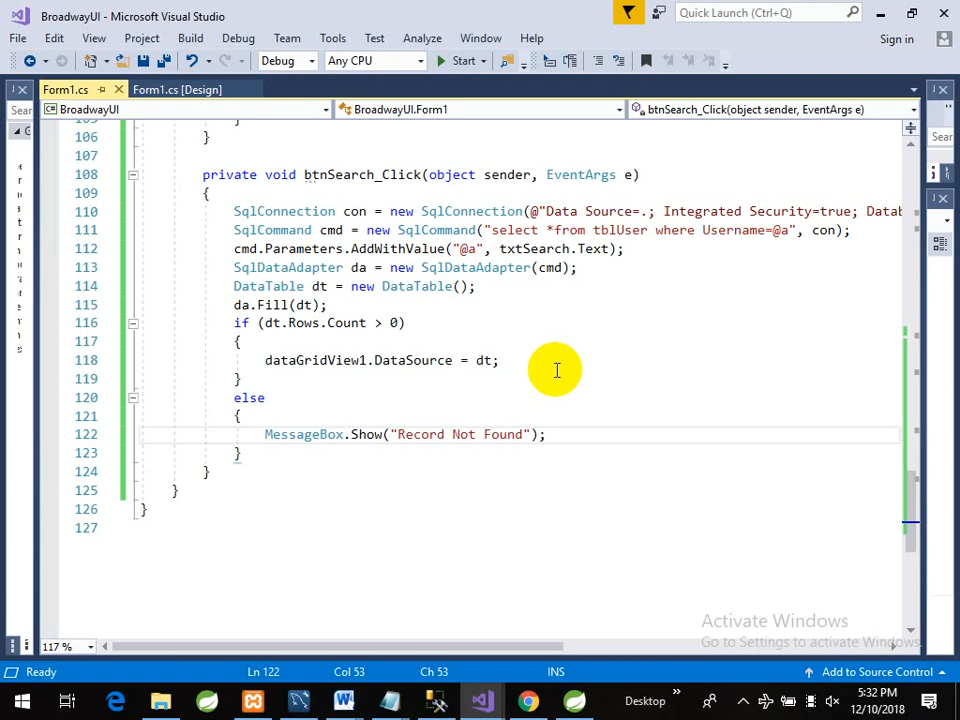 BroadwayUI - Microsoft Visual Studio
Quick Launch (Ctrl+Q)
File Edit View Project Build Debug Team Tools Test Analyze Window Help
Sign in
Debug Any CPU Start
Form1.cs Form1.cs [Design]
BroadwayUI BroadwayUI.Form1 btnSearch_Click(object sender, EventArgs e)
Sear
Sear
105 }
106 }
107
108 private void btnSearch_Click(object sender, EventArgs e)
109 {
110 SqlConnection con = new SqlConnection(@"Data Source=.; Integrated Security=true; Datab
111 SqlCommand cmd = new SqlCommand("select *from tblUser where Username=@a", con);
112 cmd.Parameters.AddWithValue("@a", txtSearch.Text);
113 SqlDataAdapter da = new SqlDataAdapter(cmd);
114 DataTable dt = new DataTable();
115 da.Fill(dt);
116 if (dt.Rows.Count > 0)
117 {
118 dataGridView1.DataSource = dt;
119 }
120 else
121 {
122 MessageBox.Show("Record Not Found");
123 }
124 }
125 }
126 }
127
Activate Windows
Go to Settings to activate Windows.
117 %
Ready Ln 122 Col 53 Ch 53 INS Add to Source Control
Desktop
5:32 PM
12/10/2018